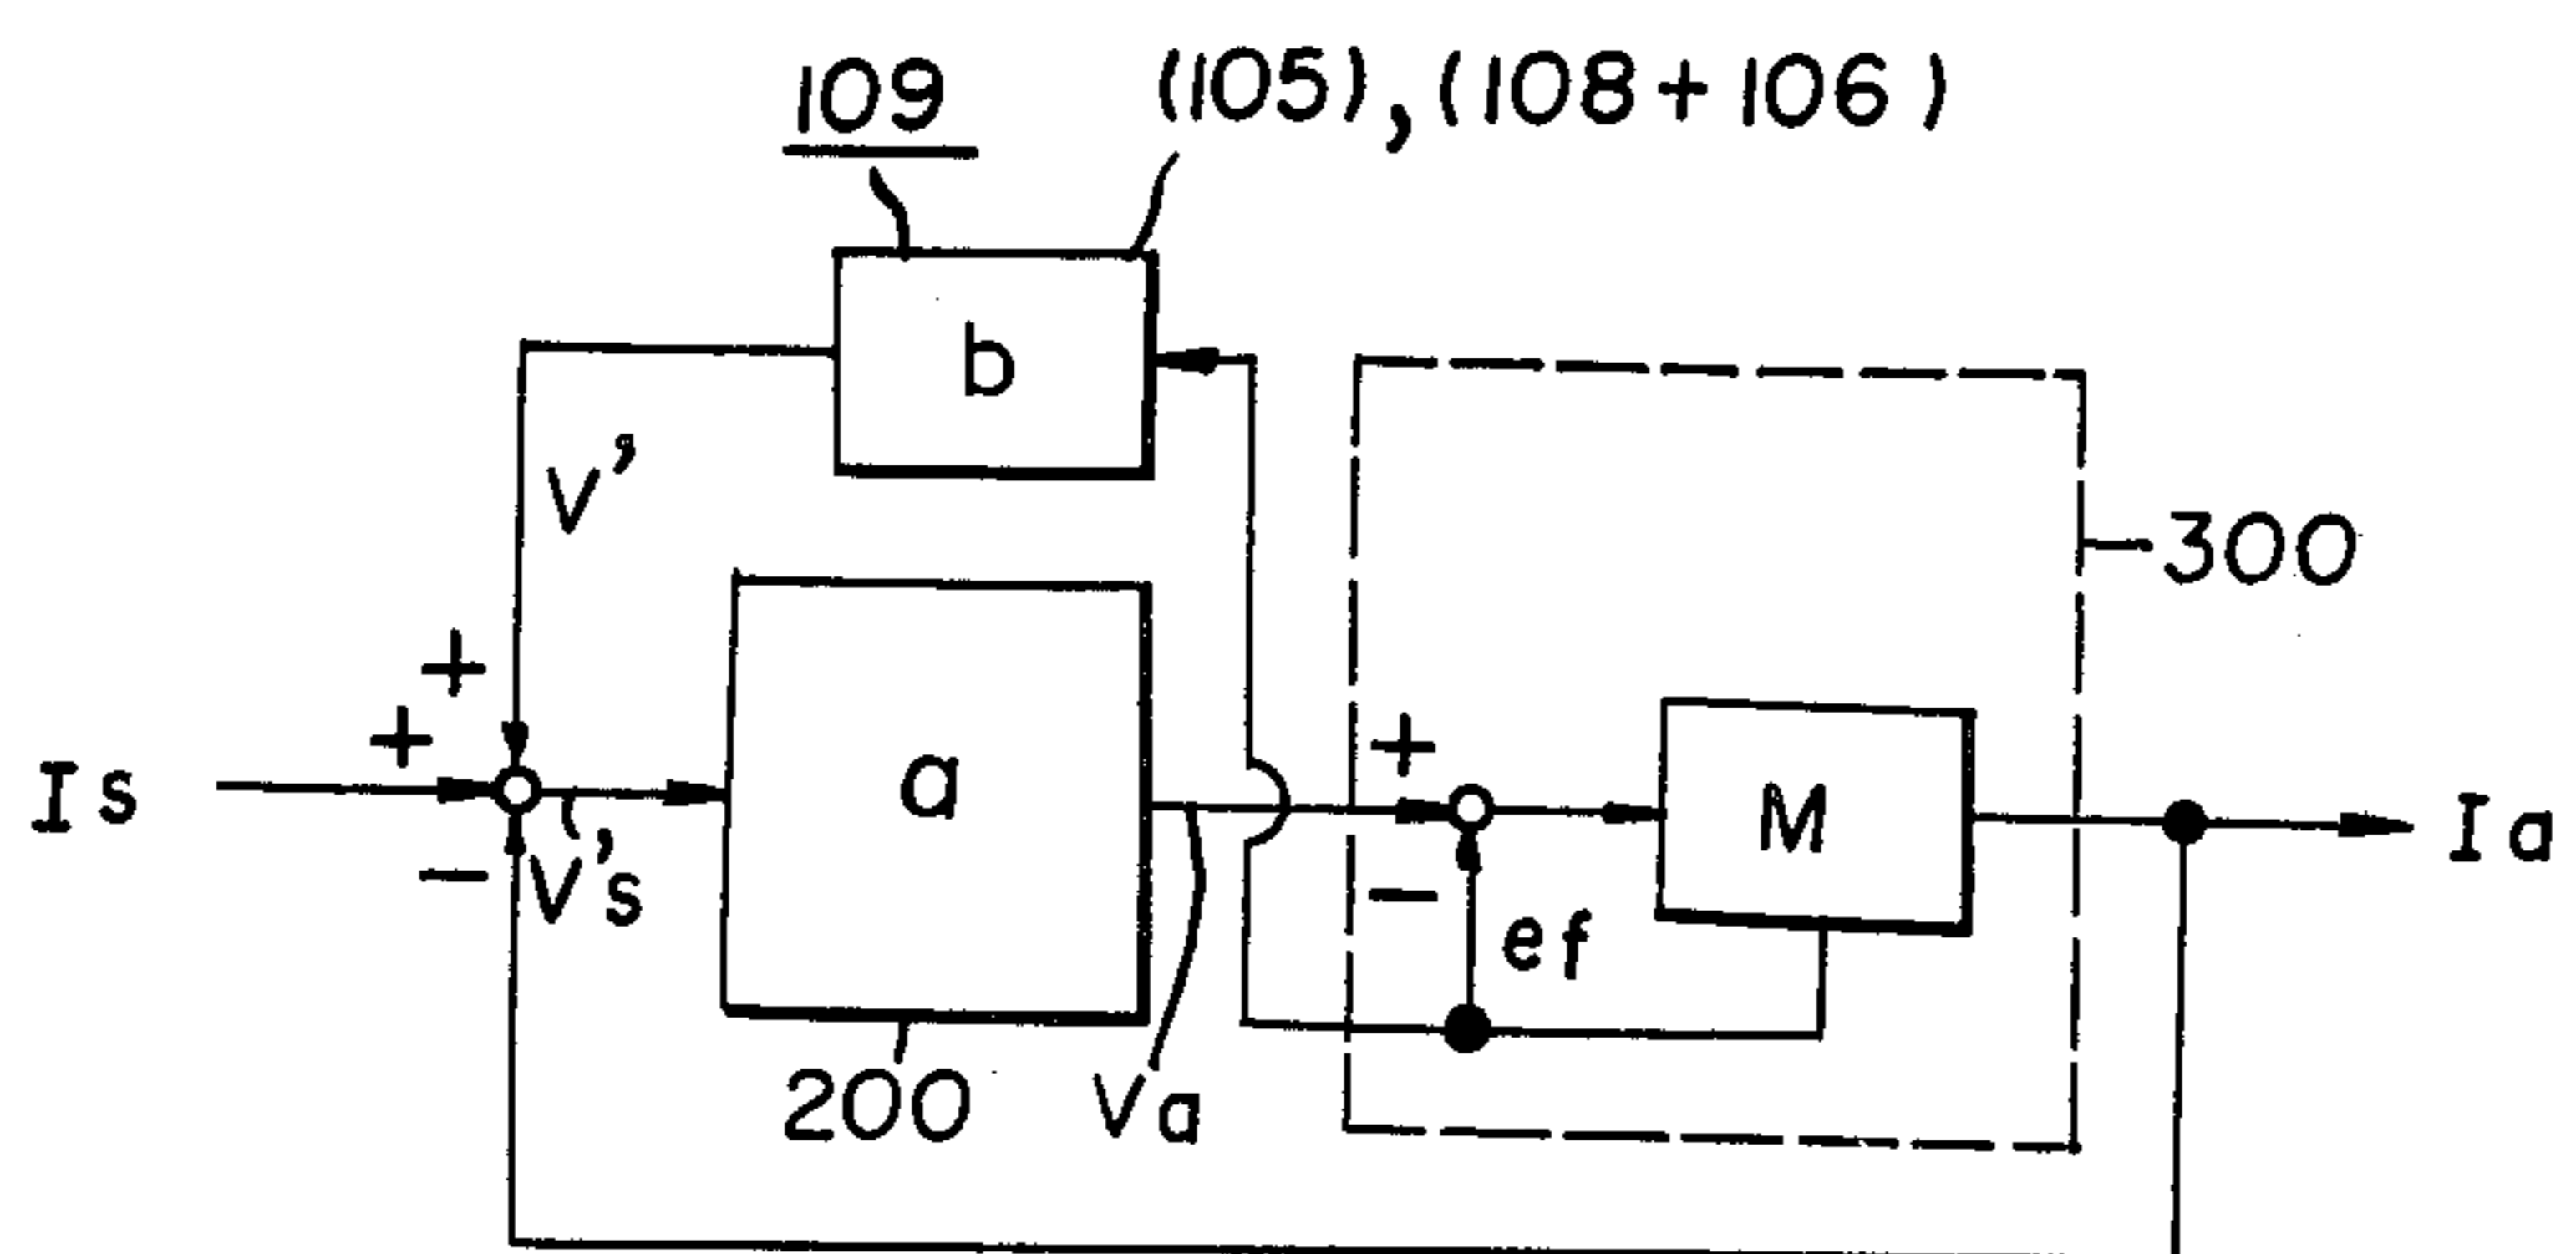 109
(105), (108+106)
b
V'
300
+
+
a
+
M
Is
Ia
-
V's
-
ef
200
Va